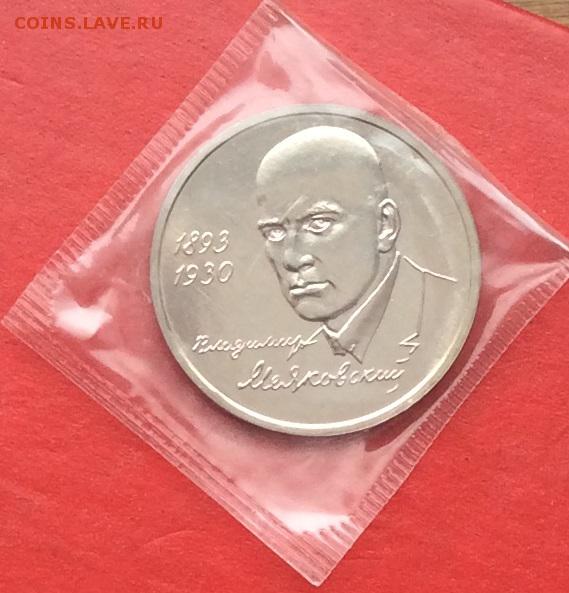 COINS.LAVE.RU
1893
1930
Владимир
Маяковский